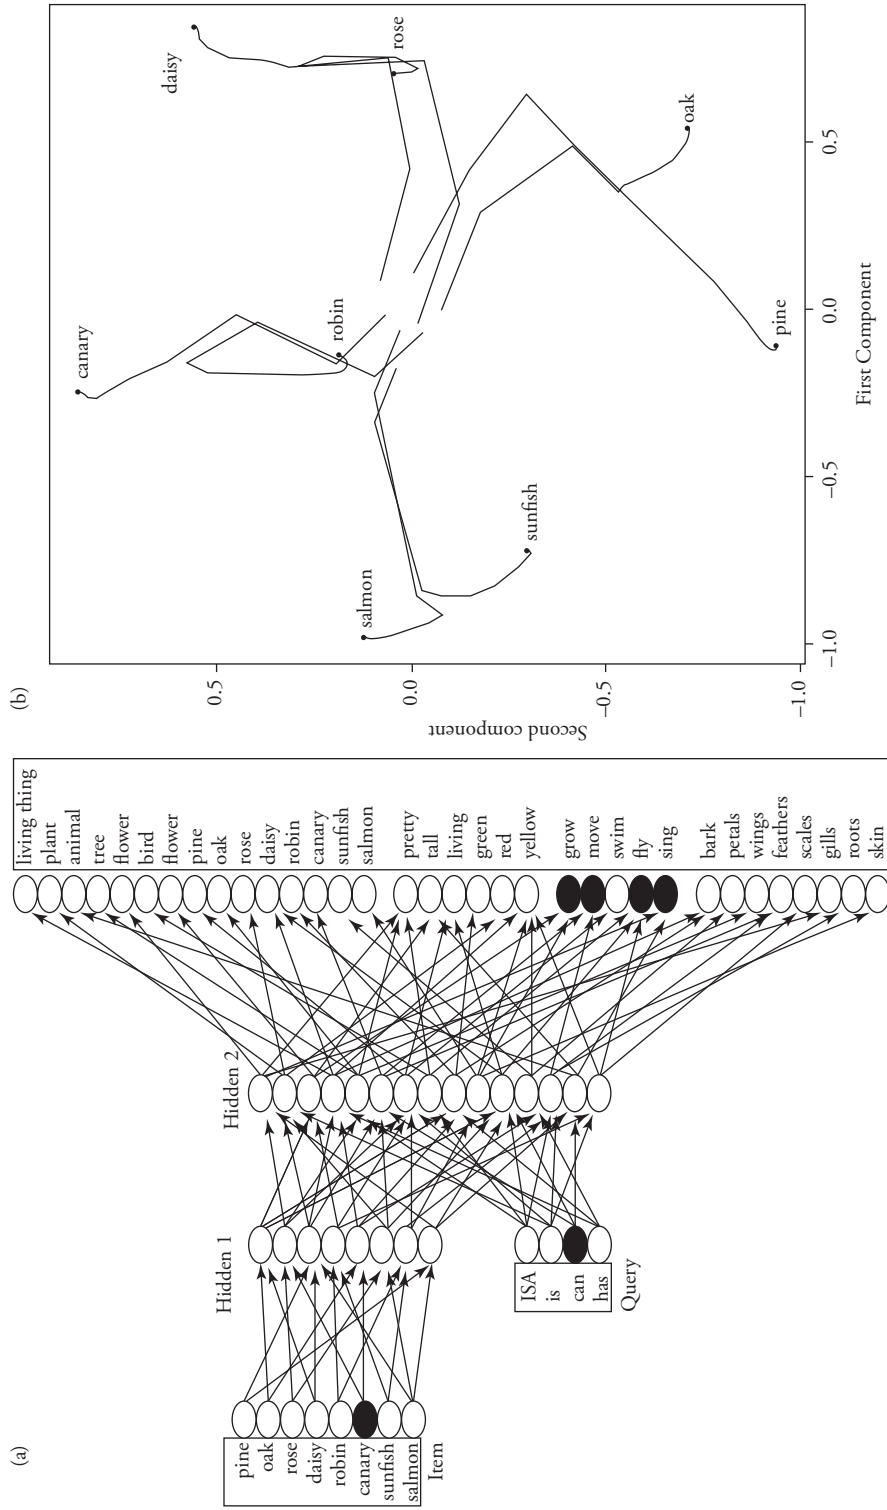 (a)
pine
oak
rose
daisy
robin
canary
sunfish
salmon
Item
Hidden 1
ISA
is
can
has
Query
Hidden 2
living thing
plant
animal
tree
flower
bird
flower
pine
oak
rose
daisy
robin
canary
sunfish
salmon
pretty
tall
living
green
red
yellow
grow
move
swim
fly
sing
bark
petals
wings
feathers
scales
gills
roots
skin
(b)
Second component
0.5
0.0
−0.5
−1.0
canary
daisy
rose
robin
salmon
sunfish
oak
pine
−1.0
−0.5
0.0
0.5
First Component